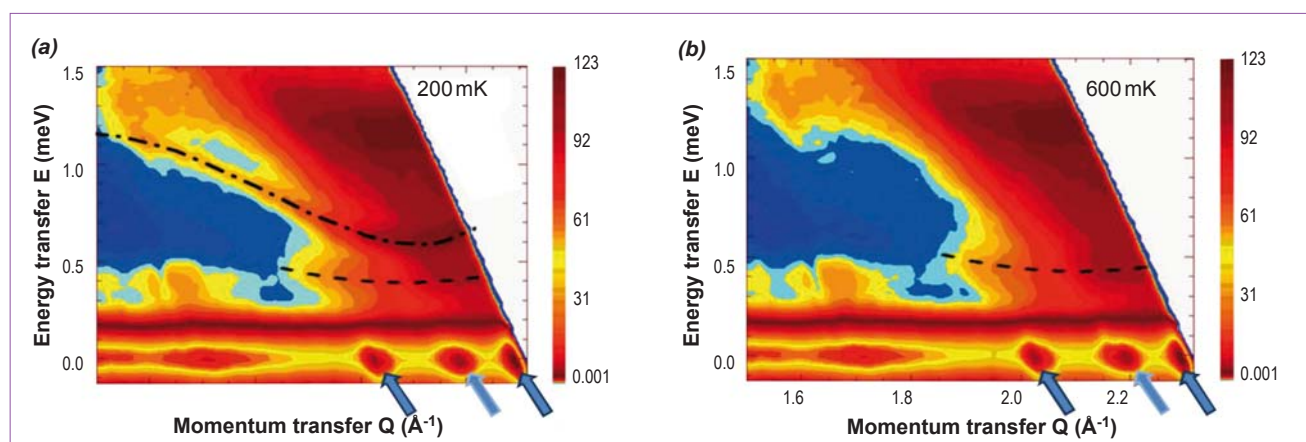 (a)
200 mK
Energy transfer E (meV)
1.5
1.0
0.5
0.0
123
92
61
31
0.001
Momentum transfer Q (Å⁻¹)
(b)
600 mK
Energy transfer E (meV)
1.5
1.0
0.5
0.0
123
92
61
31
0.001
1.6 1.8 2.0 2.2
Momentum transfer Q (Å⁻¹)